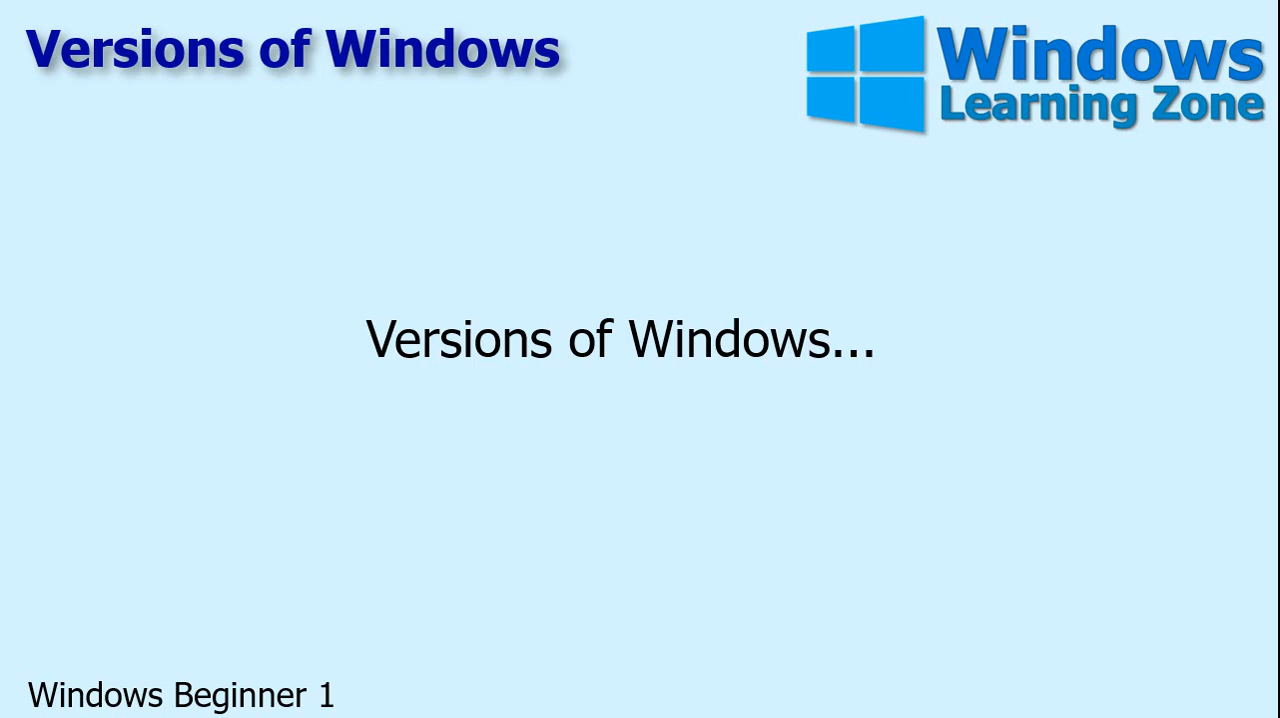 Versions of Windows
Windows
Learning Zone
Versions of Windows...
Windows Beginner 1